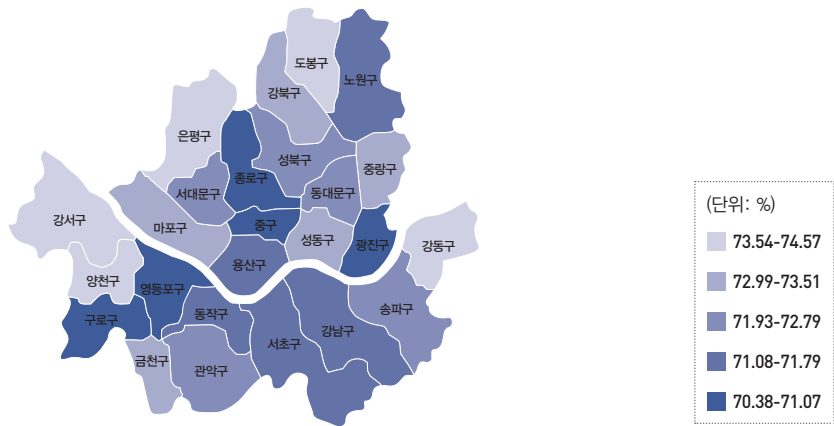 도봉구
노원구
강북구
은평구
성북구
중랑구
종로구
서대문구
동대문구
강서구
마포구
중구
성동구
광진구
강동구
용산구
양천구
영등포구
송파구
구로구
동작구
강남구
서초구
금천구
관악구
(단위: %)
73.54-74.57
72.99-73.51
71.93-72.79
71.08-71.79
70.38-71.07